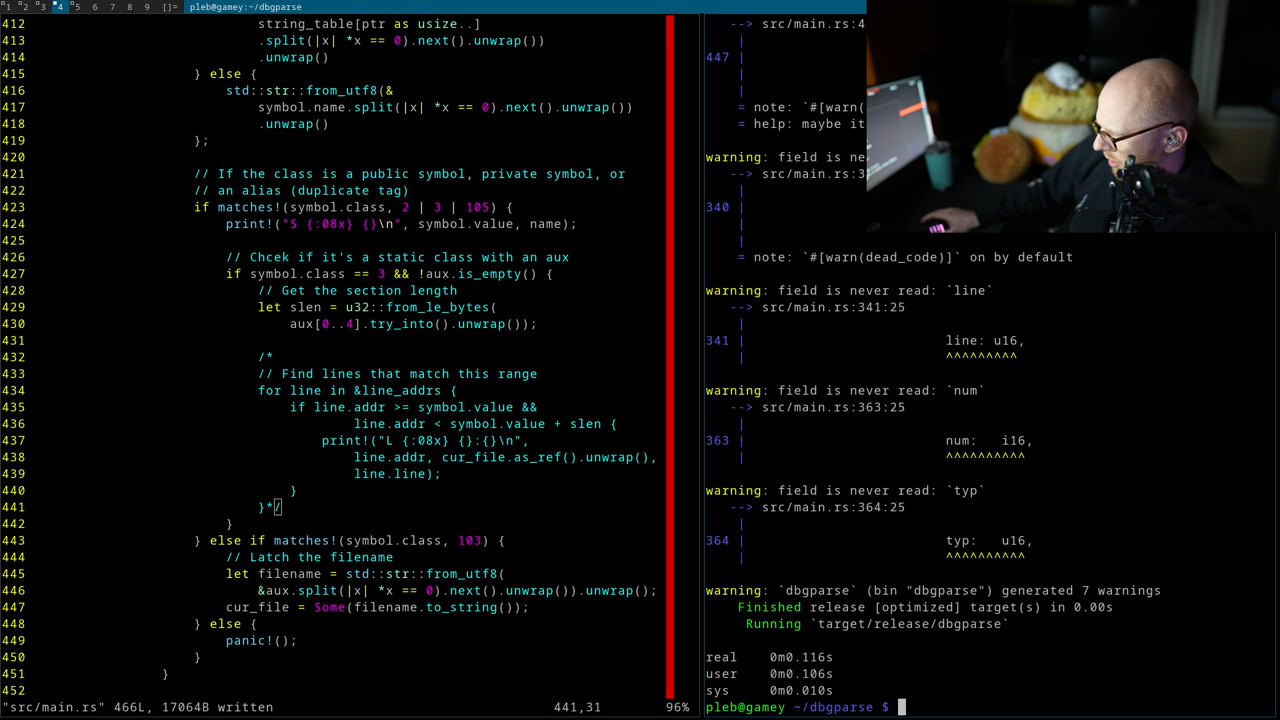 1 2 3 4 5 6 7 8 9 []= pleb@gamey:~/dbgparse
412 string_table[ptr as usize..]
413 .split(|x| *x == 0).next().unwrap())
414 .unwrap()
415 } else {
416 std::str::from_utf8(&
417 symbol.name.split(|x| *x == 0).next().unwrap())
418 .unwrap()
419 };
420
421 // If the class is a public symbol, private symbol, or
422 // an alias (duplicate tag)
423 if matches!(symbol.class, 2 | 3 | 105) {
424 print!("S {:08x} {}\n", symbol.value, name);
425
426 // Chcek if it's a static class with an aux
427 if symbol.class == 3 && !aux.is_empty() {
428 // Get the section length
429 let slen = u32::from_le_bytes(
430 aux[0..4].try_into().unwrap());
431
432 /*
433 // Find lines that match this range
434 for line in &line_addrs {
435 if line.addr >= symbol.value &&
436 line.addr < symbol.value + slen {
437 print!("L {:08x} {}:{}\n",
438 line.addr, cur_file.as_ref().unwrap(),
439 line.line);
440 }
441 }*/
442 }
443 } else if matches!(symbol.class, 103) {
444 // Latch the filename
445 let filename = std::str::from_utf8(
446 &aux.split(|x| *x == 0).next().unwrap()).unwrap();
447 cur_file = Some(filename.to_string());
448 } else {
449 panic!();
450 }
451 }
452
"src/main.rs" 466L, 17064B written 441,31 96%
--> src/main.rs:4
|
447 |
|
= note: `#[warn(
= help: maybe it
warning: field is ne
--> src/main.rs:3
|
340 |
|
= note: `#[warn(dead_code)]` on by default
warning: field is never read: `line`
--> src/main.rs:341:25
|
341 | line: u16,
| ^^^^^^^^^
warning: field is never read: `num`
--> src/main.rs:363:25
|
363 | num: i16,
| ^^^^^^^^^^
warning: field is never read: `typ`
--> src/main.rs:364:25
|
364 | typ: u16,
| ^^^^^^^^^^
warning: `dbgparse` (bin "dbgparse") generated 7 warnings
Finished release [optimized] target(s) in 0.00s
Running `target/release/dbgparse`
real 0m0.116s
user 0m0.106s
sys 0m0.010s
pleb@gamey ~/dbgparse $